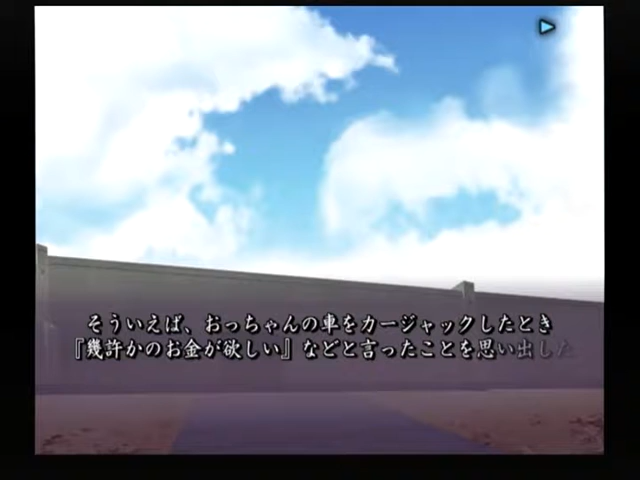 そういえば、おっちゃんの車をカージャックしたとき
『幾許かのお金が欲しい』などと言ったことを思い出した